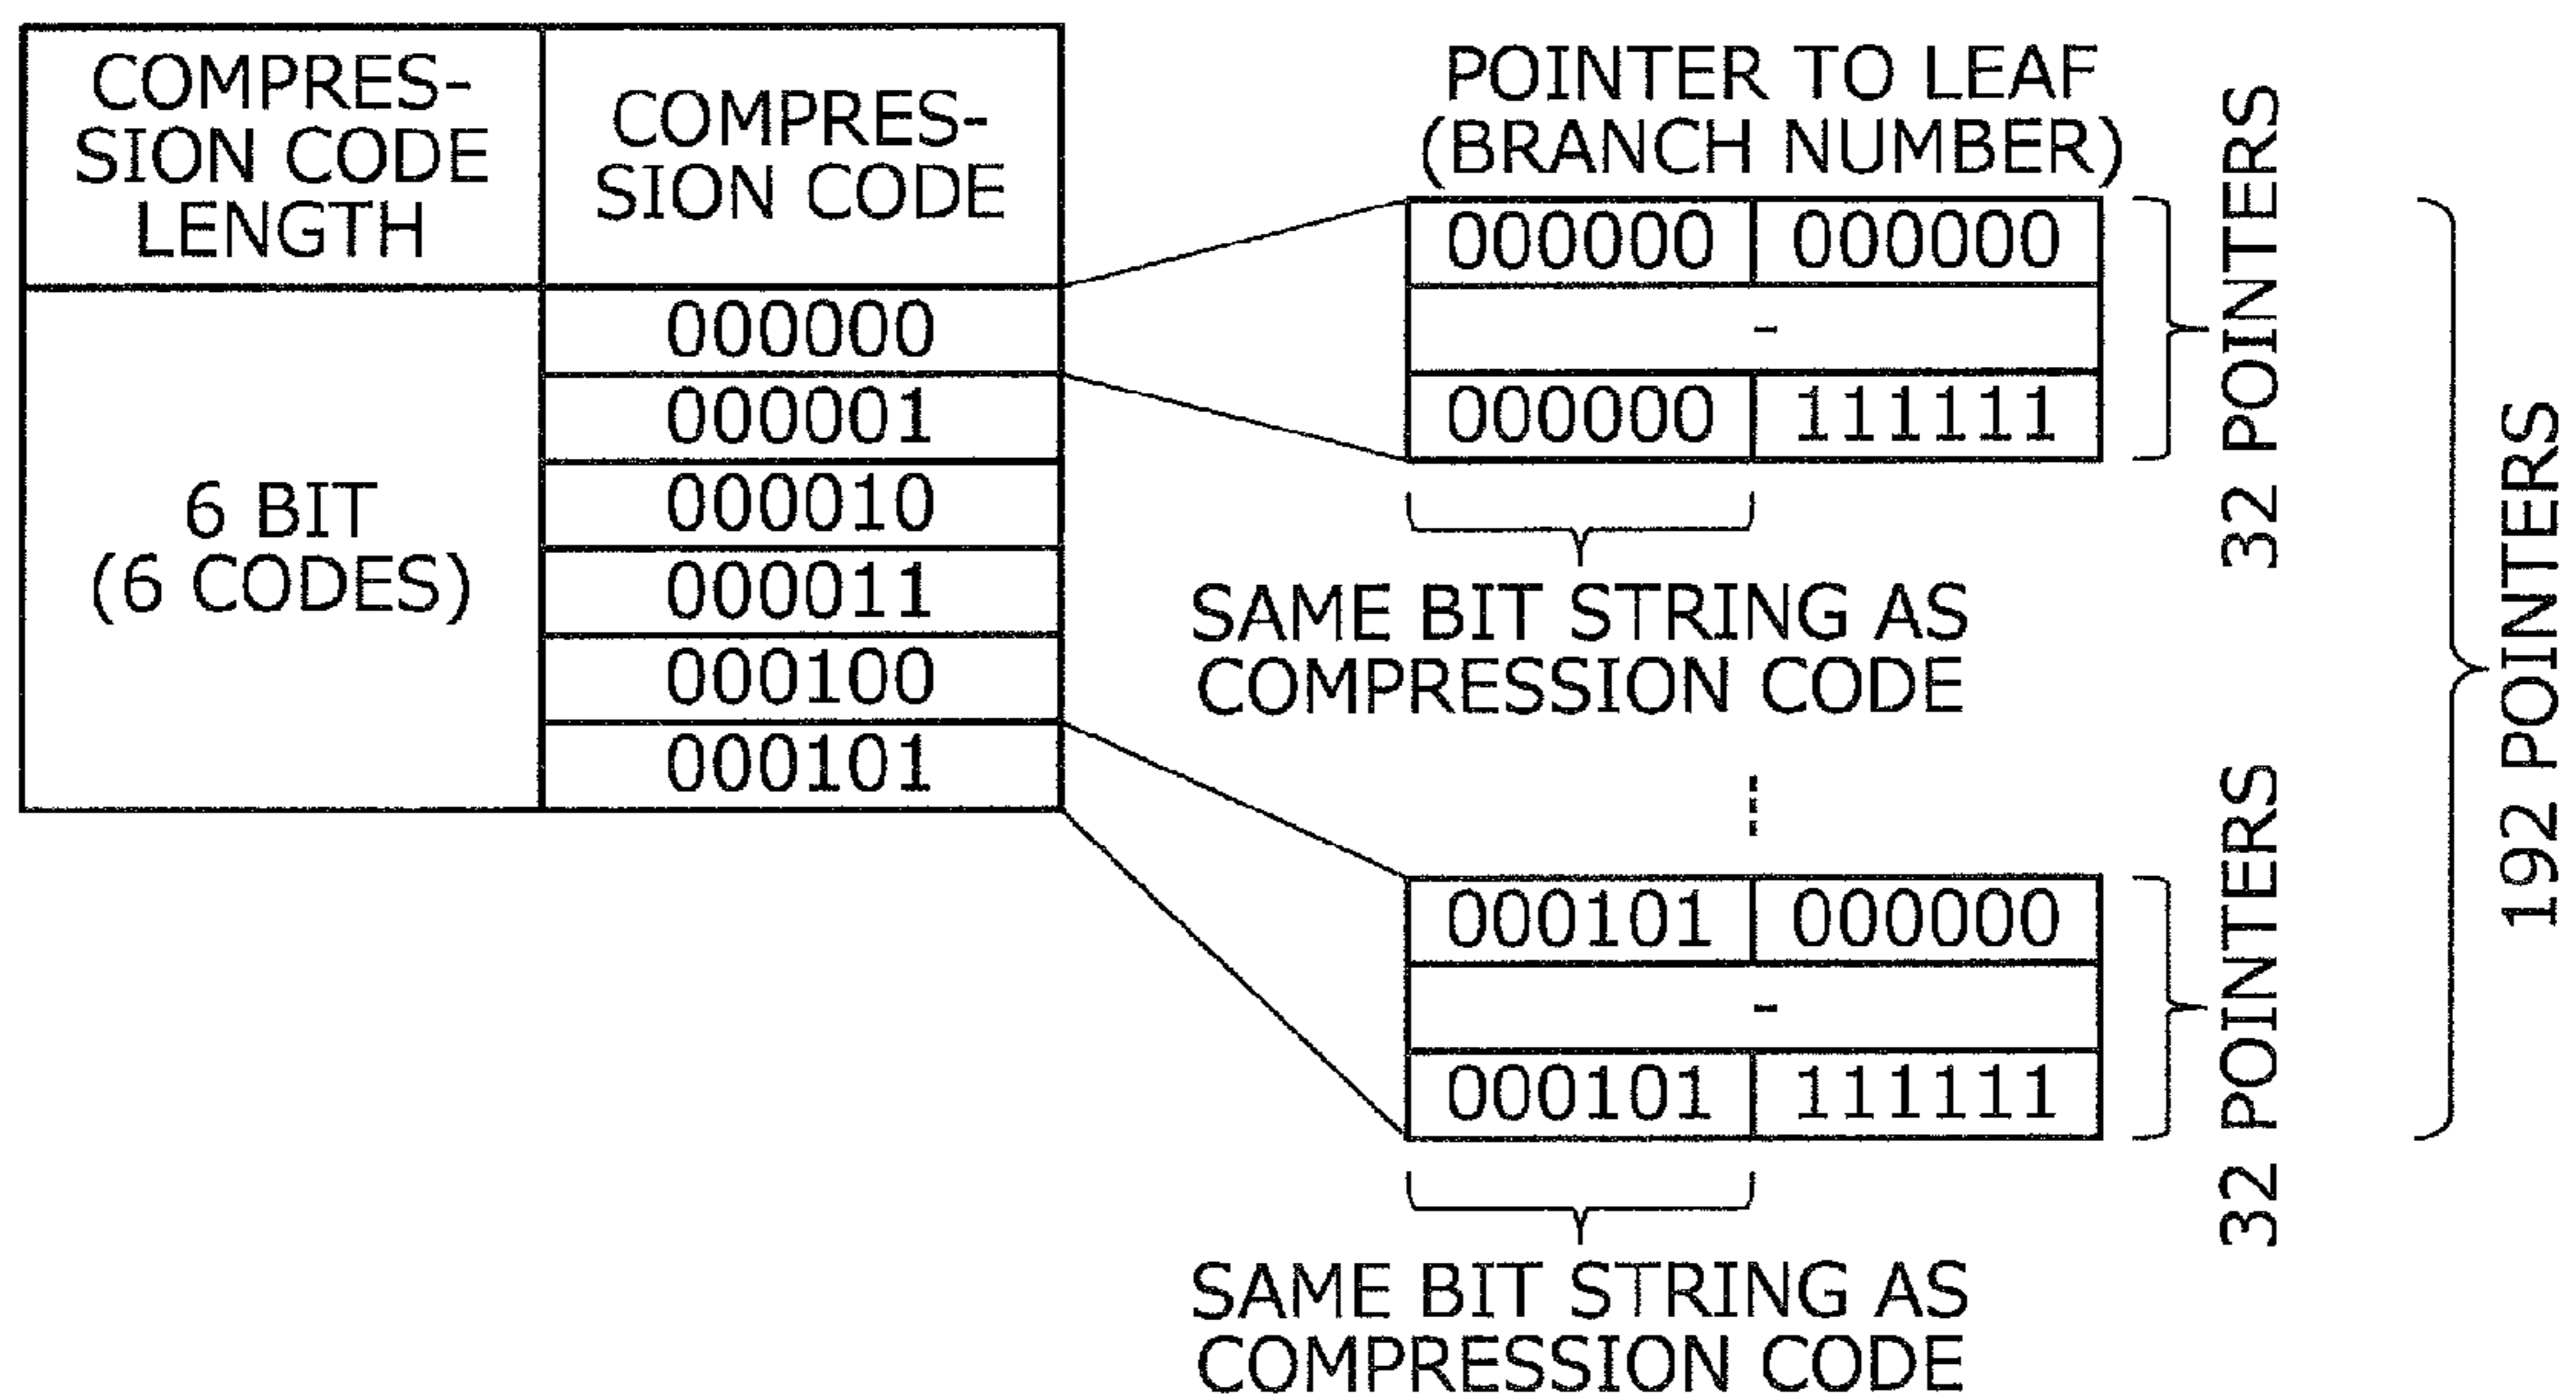 COMPRES-
SION CODE
LENGTH
COMPRES-
SION CODE
6 BIT
(6 CODES)
000000
000001
000010
000011
000100
000101
POINTER TO LEAF
(BRANCH NUMBER)
000000 000000
-
000000 111111
32 POINTERS
SAME BIT STRING AS
COMPRESSION CODE
000101 000000
-
000101 111111
32 POINTERS
SAME BIT STRING AS
COMPRESSION CODE
192 POINTERS